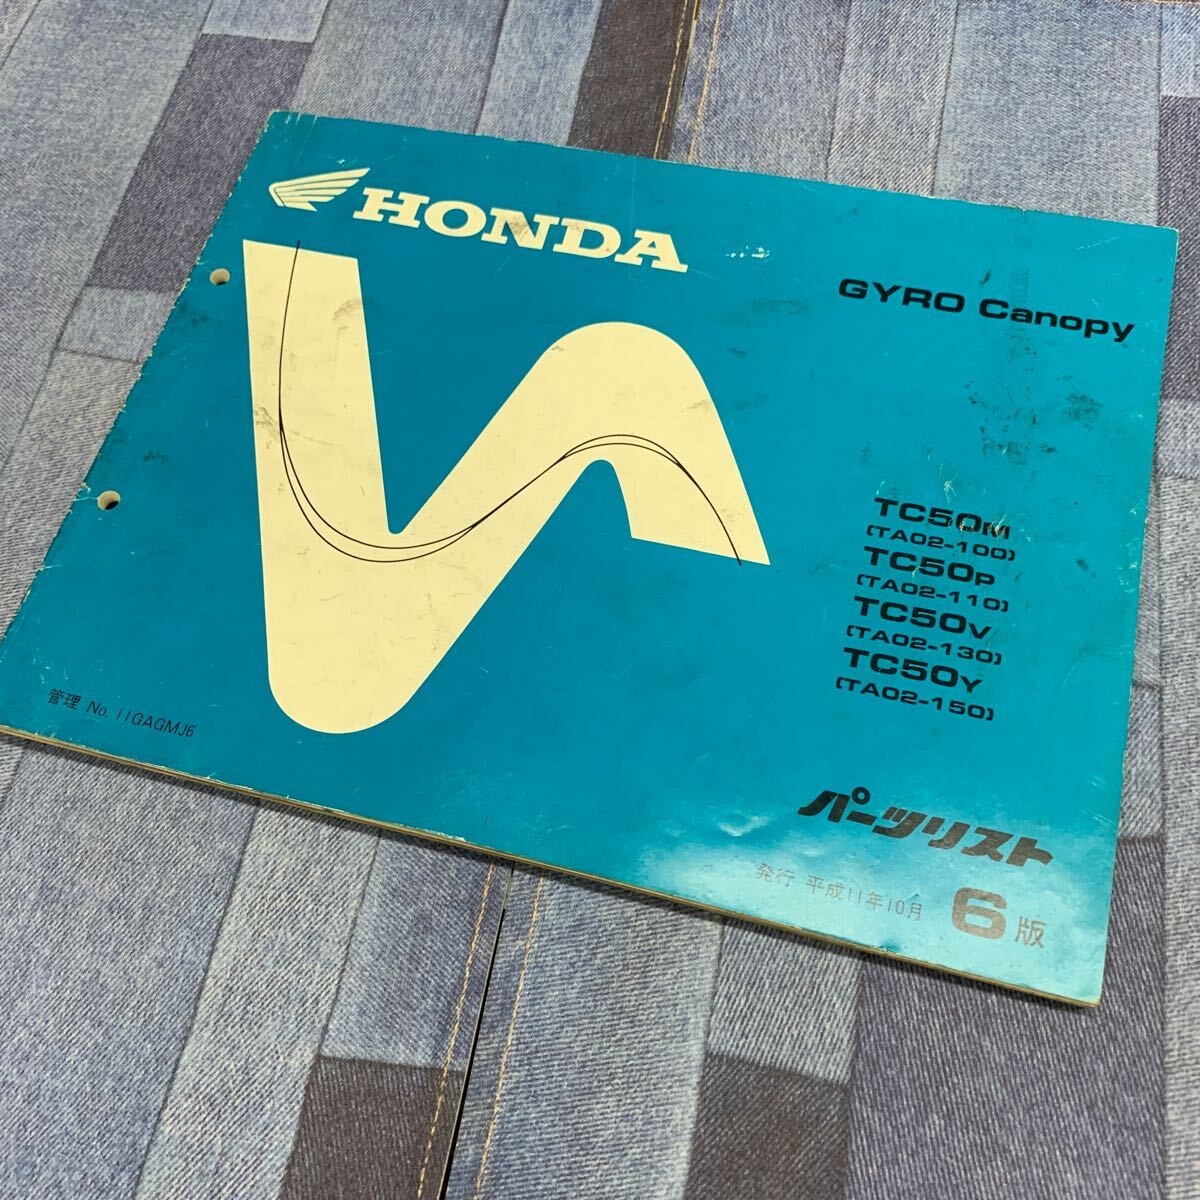 HONDA
GYRO Canopy
TC50M
(TA02-100)
TC50P
(TA02-110)
TC50V
(TA02-130)
TC50Y
(TA02-150)
管理 No. 11GAGMJ6
パーツリスト
発行 平成11年10月 6版